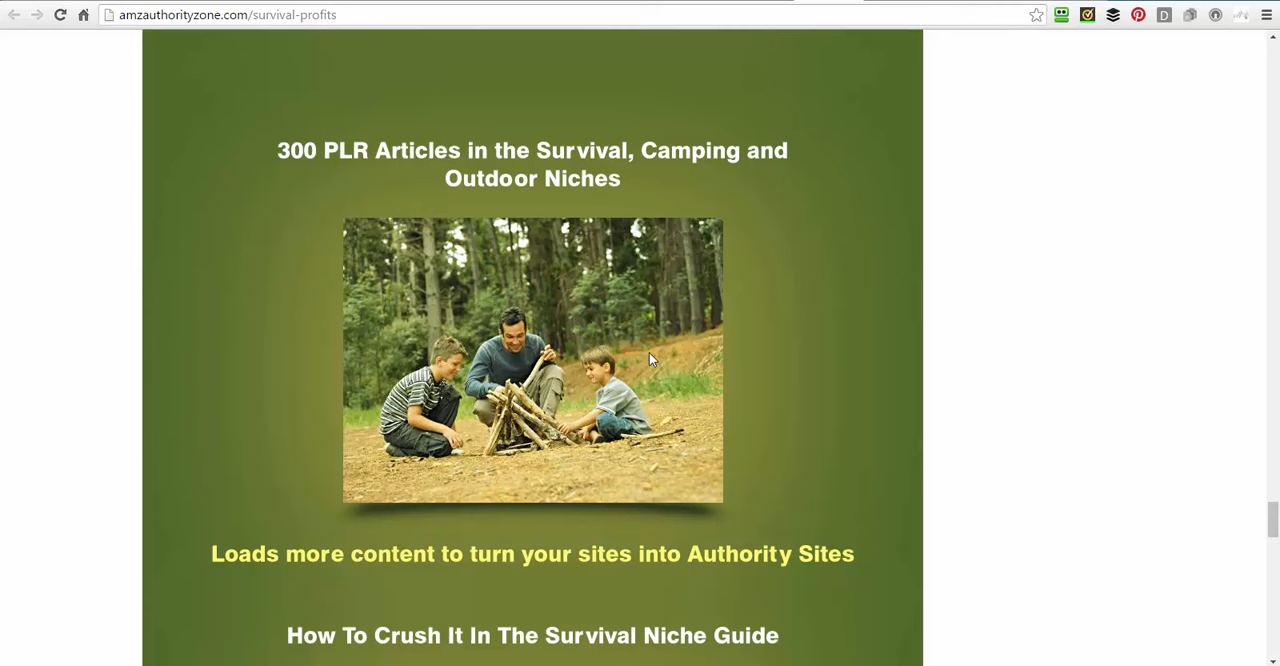 amzauthorityzone.com/survival-profits
300 PLR Articles in the Survival, Camping and
Outdoor Niches
Loads more content to turn your sites into Authority Sites
How To Crush It In The Survival Niche Guide